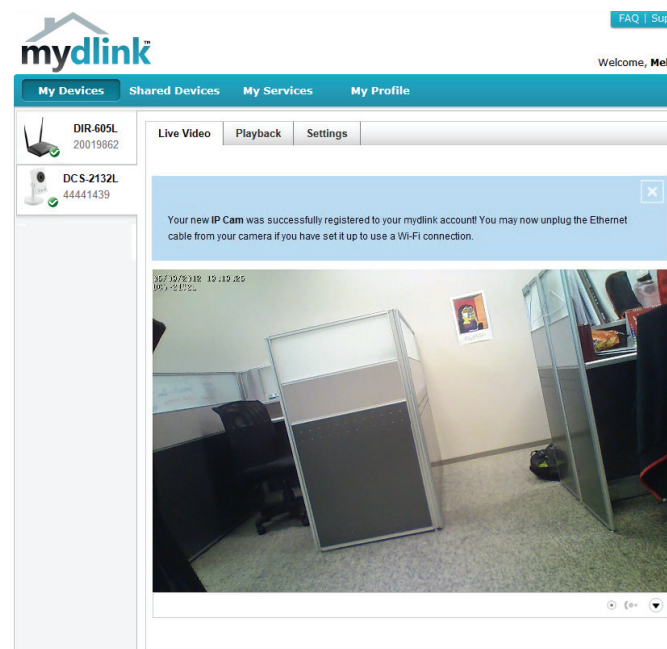 FAQ | Sup
mydlink™
Welcome, Mel
My Devices Shared Devices My Services My Profile
DIR-605L
20019862
DCS-2132L
44441439
Live Video Playback Settings
Your new IP Cam was successfully registered to your mydlink account! You may now unplug the Ethernet
cable from your camera if you have set it up to use a Wi-Fi connection.